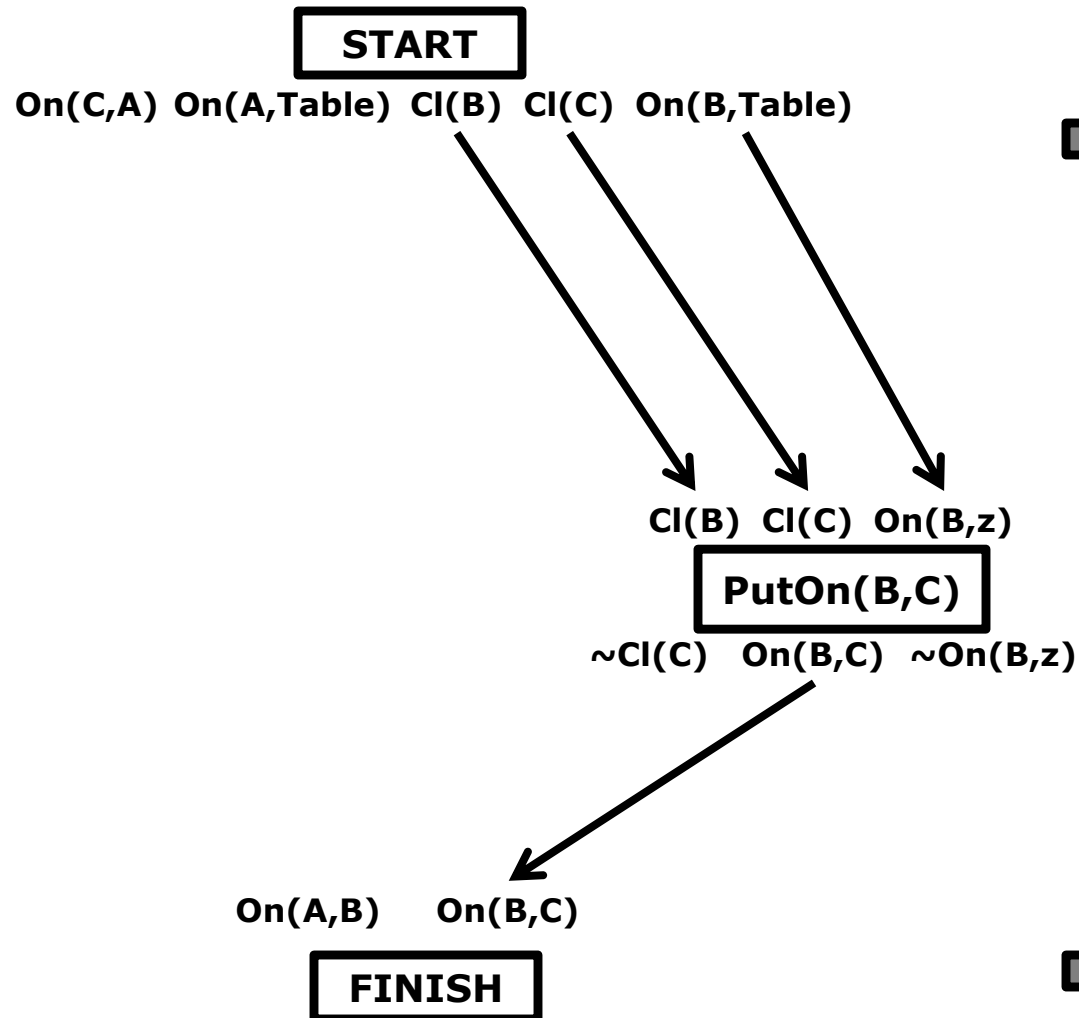 START
On(C,A) On(A,Table) Cl(B) Cl(C) On(B,Table)
Cl(B) Cl(C) On(B,z)
PutOn(B,C)
~Cl(C) On(B,C) ~On(B,z)
On(A,B) On(B,C)
FINISH